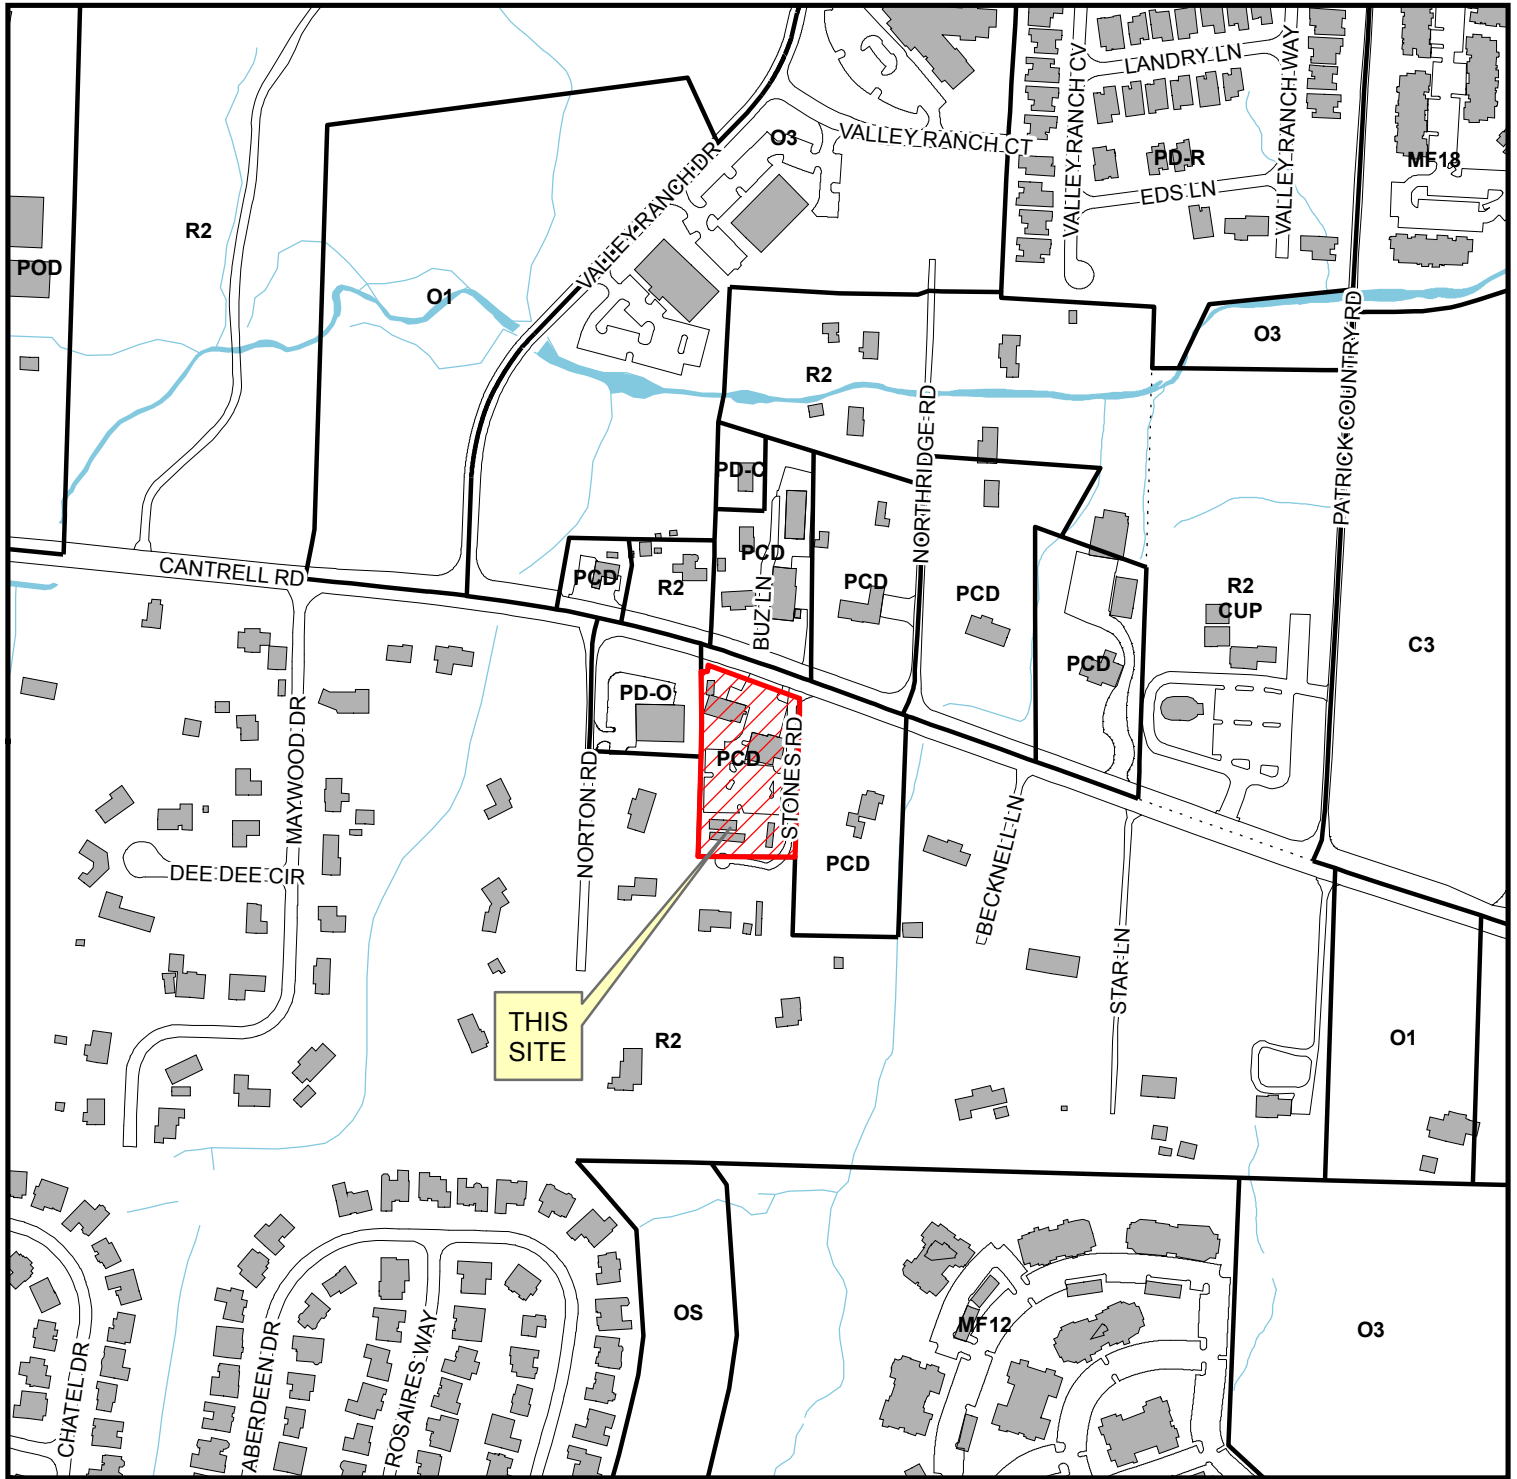 VALLEY RANCH CV
LANDRY LN
VALLEY RANCH WAY
O3
VALLEY RANCH CT
PD-R
MF18
EDS LN
VALLEY RANCH DR
R2
POD
O1
O3
PATRICK COUNTRY RD
R2
NORTHRIDGE RD
PD-O
PCD
PCD
PCD
R2
PCD
R2
CUP
C3
CANTRELL RD
BUZ LN
PCD
PD-O
MAYWOOD DR
PCD
STONES RD
NORTON RD
PCD
BECKNELL LN
DEE DEE CIR
STAR LN
THIS
SITE
R2
O1
OS
MF12
O3
CHATEL DR
ABERDEEN DR
ROSAIRES WAY